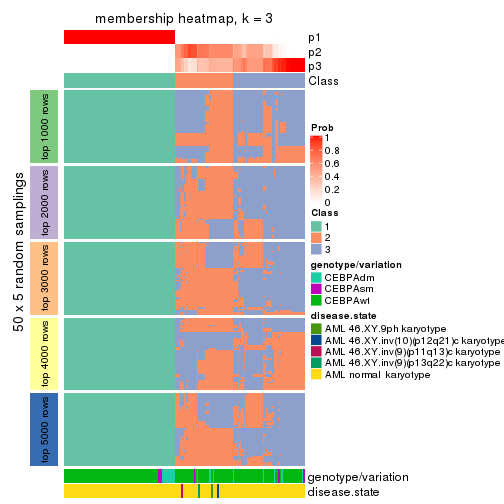 membership heatmap, k = 3
p1
p2
p3
Class
50 x 5 random samplings
top 1000 rows
top 2000 rows
top 3000 rows
top 4000 rows
top 5000 rows
Prob
1
0.8
0.6
0.4
0.2
0
Class
1
2
3
genotype/variation
CEBPAdm
CEBPAsm
CEBPAwt
disease.state
AML 46.XY.9ph karyotype
AML 46.XY.inv(10)(p12q21)c karyotype
AML 46.XY.inv(9)(p11q13)c karyotype
AML 46.XY.inv(9)(p13q22)c karyotype
AML normal karyotype
genotype/variation
disease.state